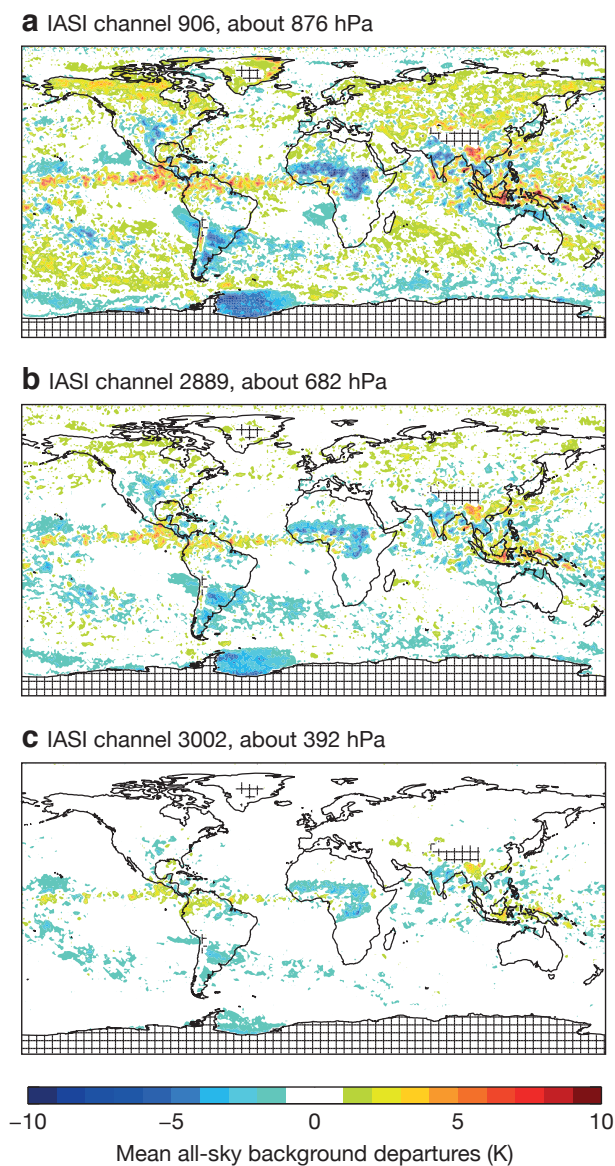 a IASI channel 906, about 876 hPa
b IASI channel 2889, about 682 hPa
c IASI channel 3002, about 392 hPa
−10 −5 0 5 10
Mean all-sky background departures (K)